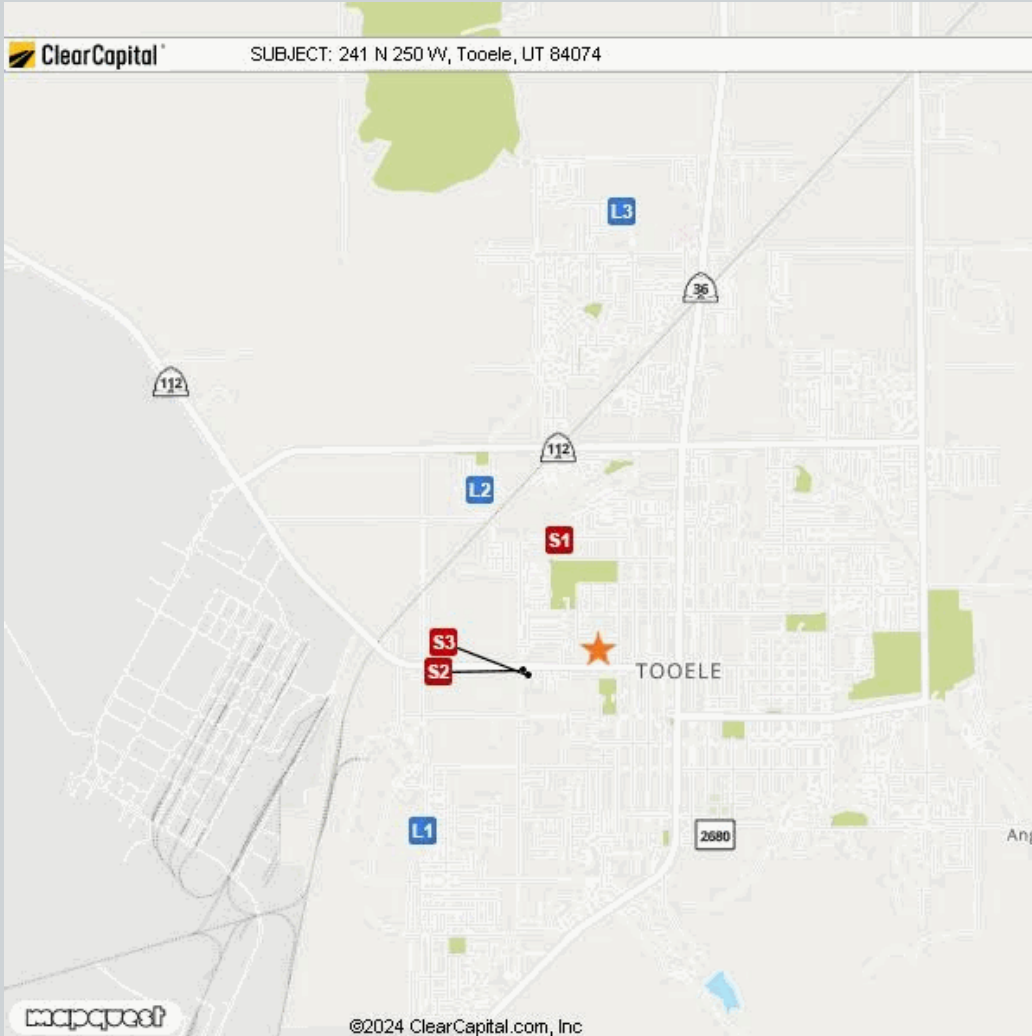 ClearCapital
SUBJECT: 241 N 250 W, Tooele, UT 84074
L3
36
112
112
L2
S1
S3
S2
TOOELE
L1
2680
Ang
mapquest
©2024 ClearCapital.com, Inc